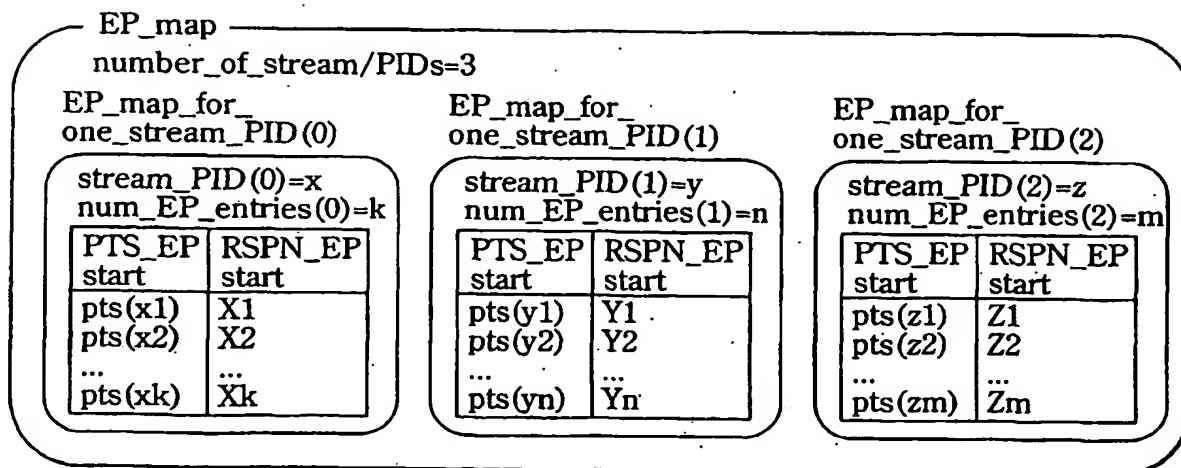 EP_map
number_of_stream/PIDs=3
EP_map_for_
one_stream_PID(0)
stream_PID(0)=x
num_EP_entries(0)=k
PTS_EP start RSPN_EP start
pts(x1) X1
pts(x2) X2
... ...
pts(xk) Xk
EP_map_for_
one_stream_PID(1)
stream_PID(1)=y
num_EP_entries(1)=n
PTS_EP start RSPN_EP start
pts(y1) Y1
pts(y2) Y2
... ...
pts(yn) Yn
EP_map_for_
one_stream_PID(2)
stream_PID(2)=z
num_EP_entries(2)=m
PTS_EP start RSPN_EP start
pts(z1) Z1
pts(z2) Z2
... ...
pts(zm) Zm